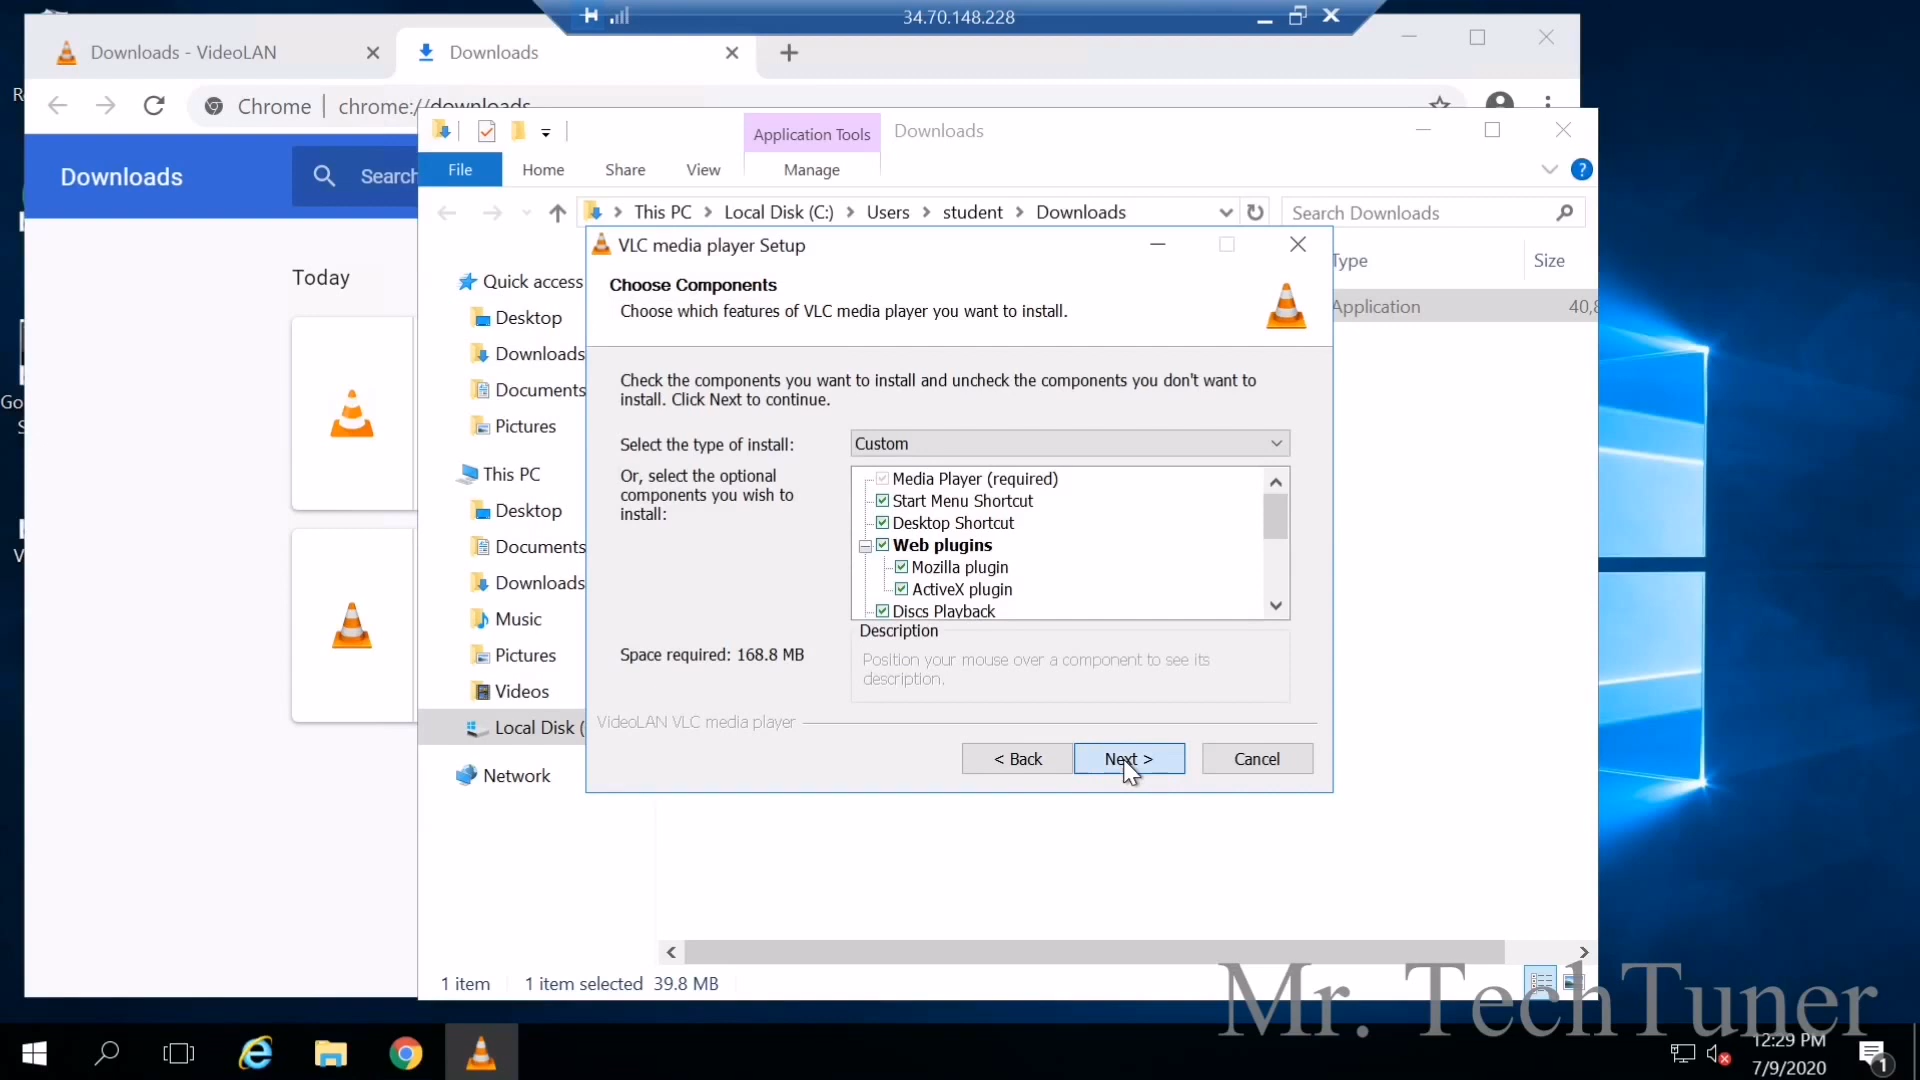 34.70.148.228
Downloads - VideoLAN
Downloads
Chrome
chrome://downloads
Application Tools
Downloads
Downloads
Search
File
Home
Share
View
Manage
This PC
Local Disk (C:)
Users
student
Downloads
Search Downloads
Today
Quick access
Desktop
Downloads
Documents
Pictures
This PC
Desktop
Documents
Downloads
Music
Pictures
Videos
Local Disk (
Network
Type
Size
Application
40,8
VLC media player Setup
Choose Components
Choose which features of VLC media player you want to install.
Check the components you want to install and uncheck the components you don't want to
install. Click Next to continue.
Select the type of install:
Custom
Or, select the optional
components you wish to
install:
Media Player (required)
Start Menu Shortcut
Desktop Shortcut
Web plugins
Mozilla plugin
ActiveX plugin
Discs Playback
Space required: 168.8 MB
Description
Position your mouse over a component to see its
description.
VideoLAN VLC media player
< Back
Next >
Cancel
1 item
1 item selected
39.8 MB
Mr. TechTuner
12:29 PM
7/9/2020
1